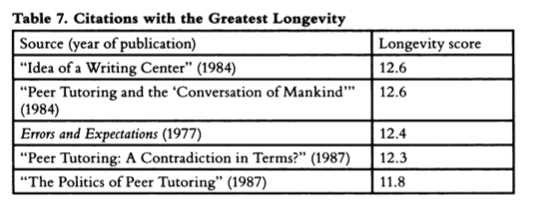 Table 7. Citations with the Greatest Longevity
Source (year of publication) Longevity score
“Idea of a Writing Center” (1984) 12.6
“Peer Tutoring and the ‘Conversation of Mankind’” 12.6
(1984)
Errors and Expectations (1977) 12.4
“Peer Tutoring: A Contradiction in Terms?” (1987) 12.3
“The Politics of Peer Tutoring” (1987) 11.8